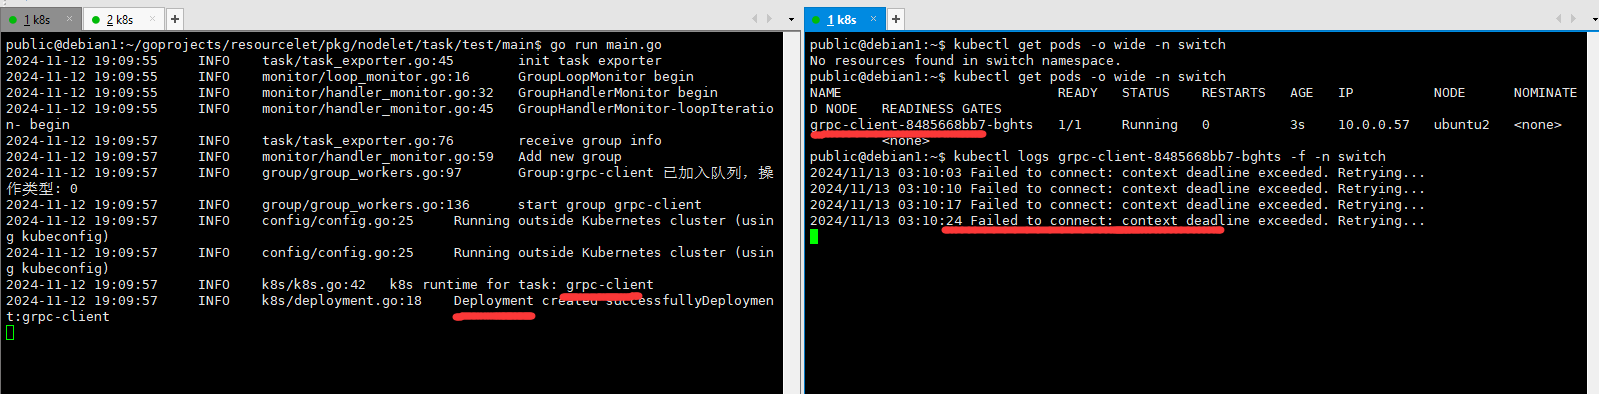 1 k8s
2 k8s
public@debian1:~/goprojects/resourcelet/pkg/nodelet/task/test/main$ go run main.go
2024-11-12 19:09:55 INFO task/task_exporter.go:45 init task exporter
2024-11-12 19:09:55 INFO monitor/loop_monitor.go:16 GroupLoopMonitor begin
2024-11-12 19:09:55 INFO monitor/handler_monitor.go:32 GroupHandlerMonitor begin
2024-11-12 19:09:55 INFO monitor/handler_monitor.go:45 GroupHandlerMonitor-loopIteratio
n- begin
2024-11-12 19:09:57 INFO task/task_exporter.go:76 receive group info
2024-11-12 19:09:57 INFO monitor/handler_monitor.go:59 Add new group
2024-11-12 19:09:57 INFO group/group_workers.go:97 Group:grpc-client 已加入队列，操
作类型: 0
2024-11-12 19:09:57 INFO group/group_workers.go:136 start group grpc-client
2024-11-12 19:09:57 INFO config/config.go:25 Running outside Kubernetes cluster (usin
g kubeconfig)
2024-11-12 19:09:57 INFO config/config.go:25 Running outside Kubernetes cluster (usin
g kubeconfig)
2024-11-12 19:09:57 INFO k8s/k8s.go:42 k8s runtime for task: grpc-client
2024-11-12 19:09:57 INFO k8s/deployment.go:18 Deployment created successfullyDeploymen
t:grpc-client
1 k8s
public@debian1:~$ kubectl get pods -o wide -n switch
No resources found in switch namespace.
public@debian1:~$ kubectl get pods -o wide -n switch
NAME READY STATUS RESTARTS AGE IP NODE NOMINATE
D NODE READINESS GATES
grpc-client-8485668bb7-bghts 1/1 Running 0 3s 10.0.0.57 ubuntu2 <none>
<none>
public@debian1:~$ kubectl logs grpc-client-8485668bb7-bghts -f -n switch
2024/11/13 03:10:03 Failed to connect: context deadline exceeded. Retrying...
2024/11/13 03:10:10 Failed to connect: context deadline exceeded. Retrying...
2024/11/13 03:10:17 Failed to connect: context deadline exceeded. Retrying...
2024/11/13 03:10:24 Failed to connect: context deadline exceeded. Retrying...